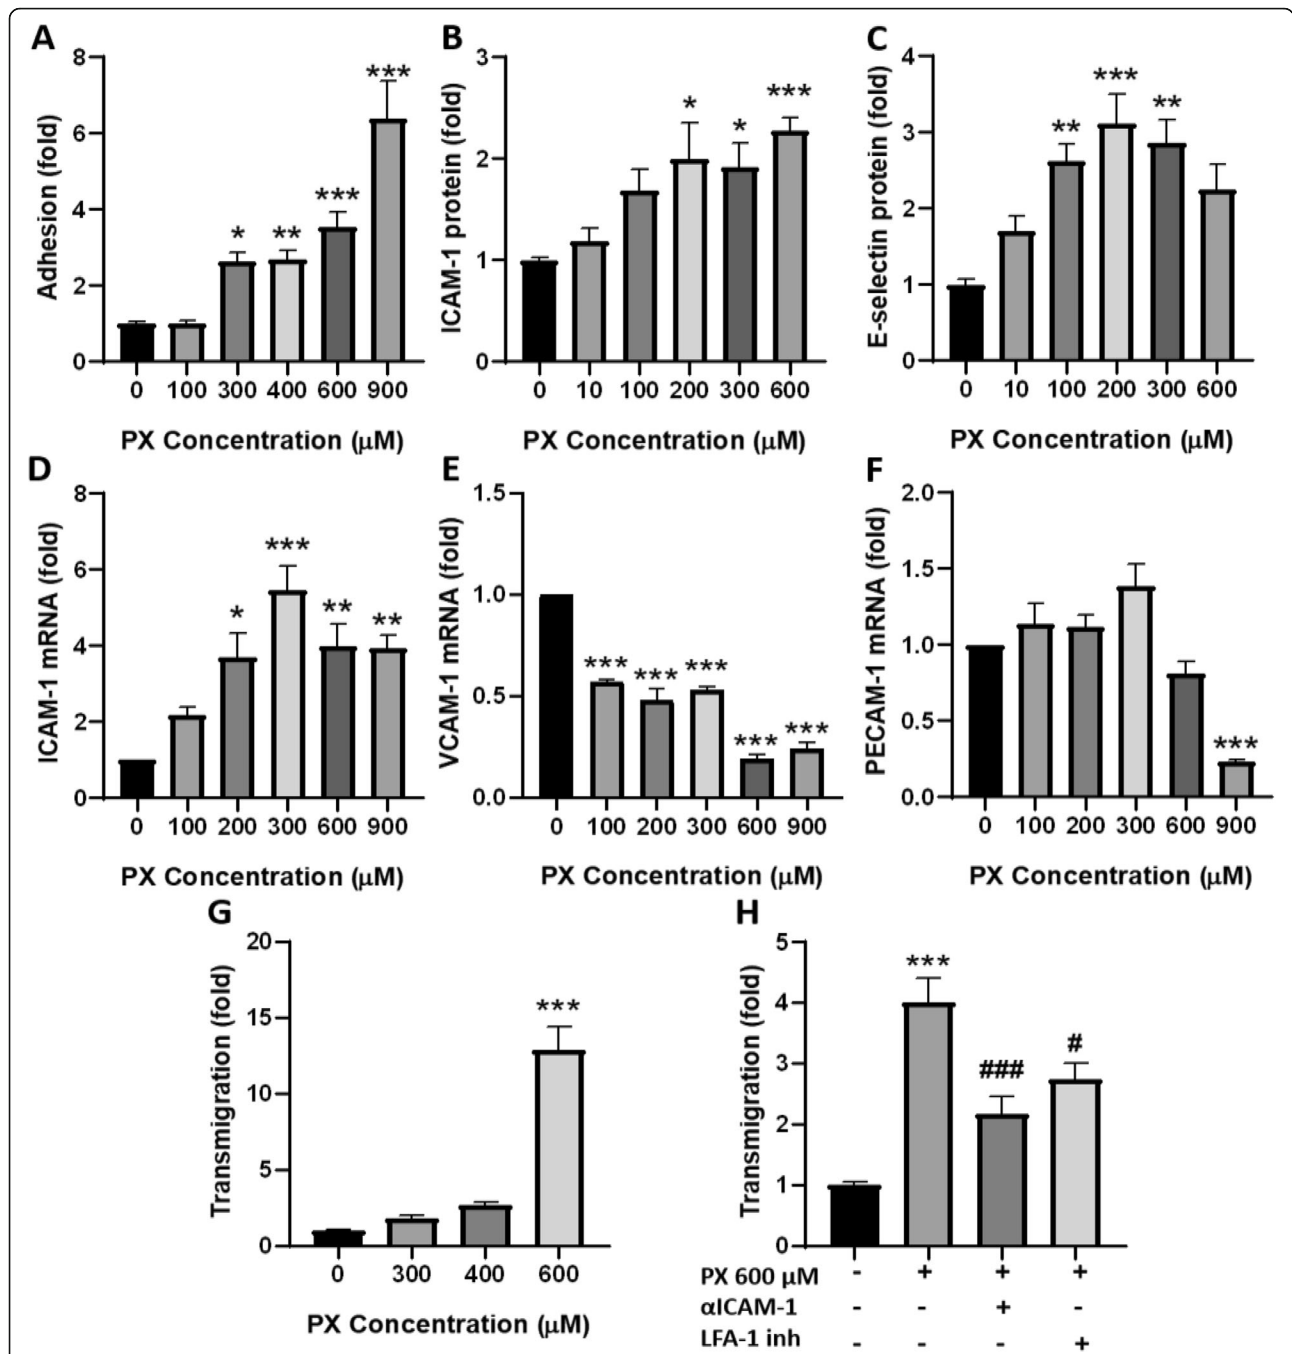 A
Adhesion (fold)
8
6
4
2
0
* ** *** ***
0 100 300 400 600 900
PX Concentration (μM)
B
ICAM-1 protein (fold)
3
2
1
0
* * ***
0 10 100 200 300 600
PX Concentration (μM)
C
E-selectin protein (fold)
4
3
2
1
0
** *** **
0 10 100 200 300 600
PX Concentration (μM)
D
ICAM-1 mRNA (fold)
8
6
4
2
0
* *** ** **
0 100 200 300 600 900
PX Concentration (μM)
E
VCAM-1 mRNA (fold)
1.5
1.0
0.5
0.0
*** *** *** *** ***
0 100 200 300 600 900
PX Concentration (μM)
F
PECAM-1 mRNA (fold)
2.0
1.5
1.0
0.5
0.0
***
0 100 200 300 600 900
PX Concentration (μM)
G
Transmigration (fold)
20
15
10
5
0
***
0 300 400 600
PX Concentration (μM)
H
Transmigration (fold)
5
4
3
2
1
0
*** ### #
PX 600 μM - + + +
αICAM-1 - - + -
LFA-1 inh - - - +